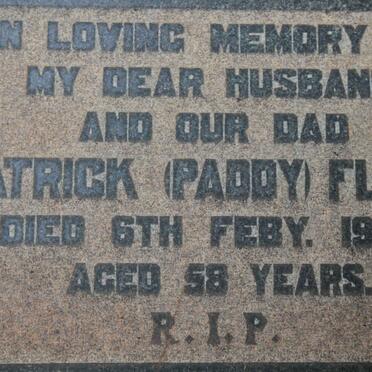 N LOVING MEMORY
MY DEAR HUSBAN
AND OUR DAD
ATRICK (PADDY) FL
DIED 6TH FEBY. 19
AGED 58 YEARS.
R.I.P.